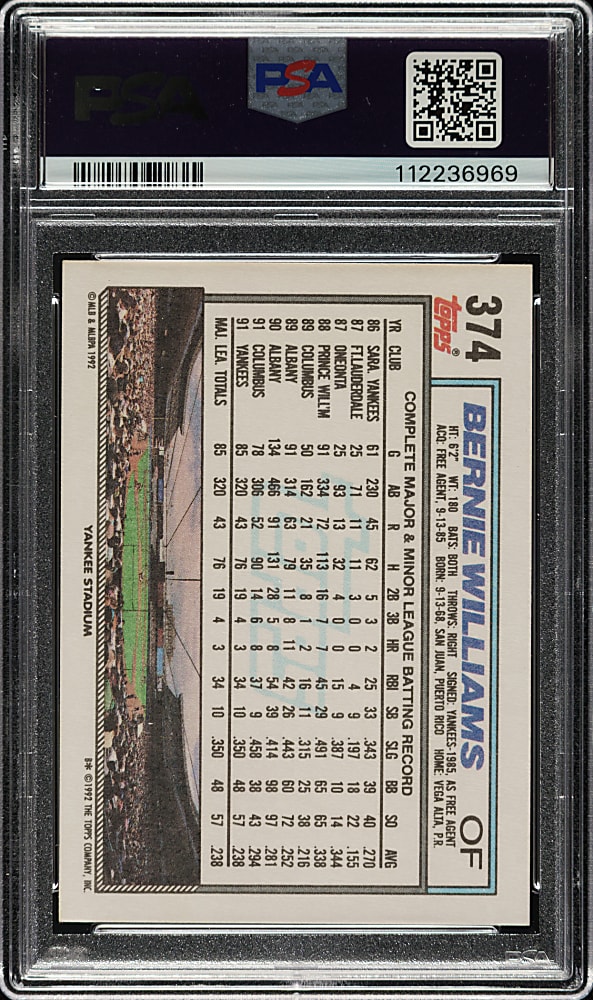 PSA
PSA
112236969
374
Topps®
BERNIE WILLIAMS OF
HT: 6'2" WT: 180 BATS: BOTH THROWS: RIGHT SIGNED: YANKEES-1985, AS FREE AGENT
ACQ: FREE AGENT, 9-13-85 BORN: 9-13-68, SAN JUAN, PUERTO RICO HOME: VEGA ALTA, P.R.
COMPLETE MAJOR & MINOR LEAGUE BATTING RECORD
YR CLUB G AB R H 2B 3B HR RBI SB SLG BB SO AVG
86 SARA. YANKEES 61 230 45 62 5 3 2 25 33 .343 39 40 .270
87 FT.LAUDERDALE 25 71 11 11 3 0 0 4 9 .197 18 22 .155
87 ONEONTA 25 93 13 32 4 0 0 15 9 .387 10 14 .344
88 PRINCE WILL'M 91 334 72 113 16 7 7 45 29 .491 65 65 .338
89 COLUMBUS 50 162 21 35 8 1 2 16 11 .315 25 38 .216
89 ALBANY 91 314 63 79 11 8 11 42 26 .443 60 72 .252
90 ALBANY 134 466 91 131 28 5 8 54 39 .414 98 97 .281
91 COLUMBUS 78 306 52 90 14 6 8 37 9 .458 38 43 .294
91 YANKEES 85 320 43 76 19 4 3 34 10 .350 48 57 .238
MAJ. LEA. TOTALS 85 320 43 76 19 4 3 34 10 .350 48 57 .238
YANKEE STADIUM
© MLB & MLBPA 1992
B* ©1992 THE TOPPS COMPANY, INC.